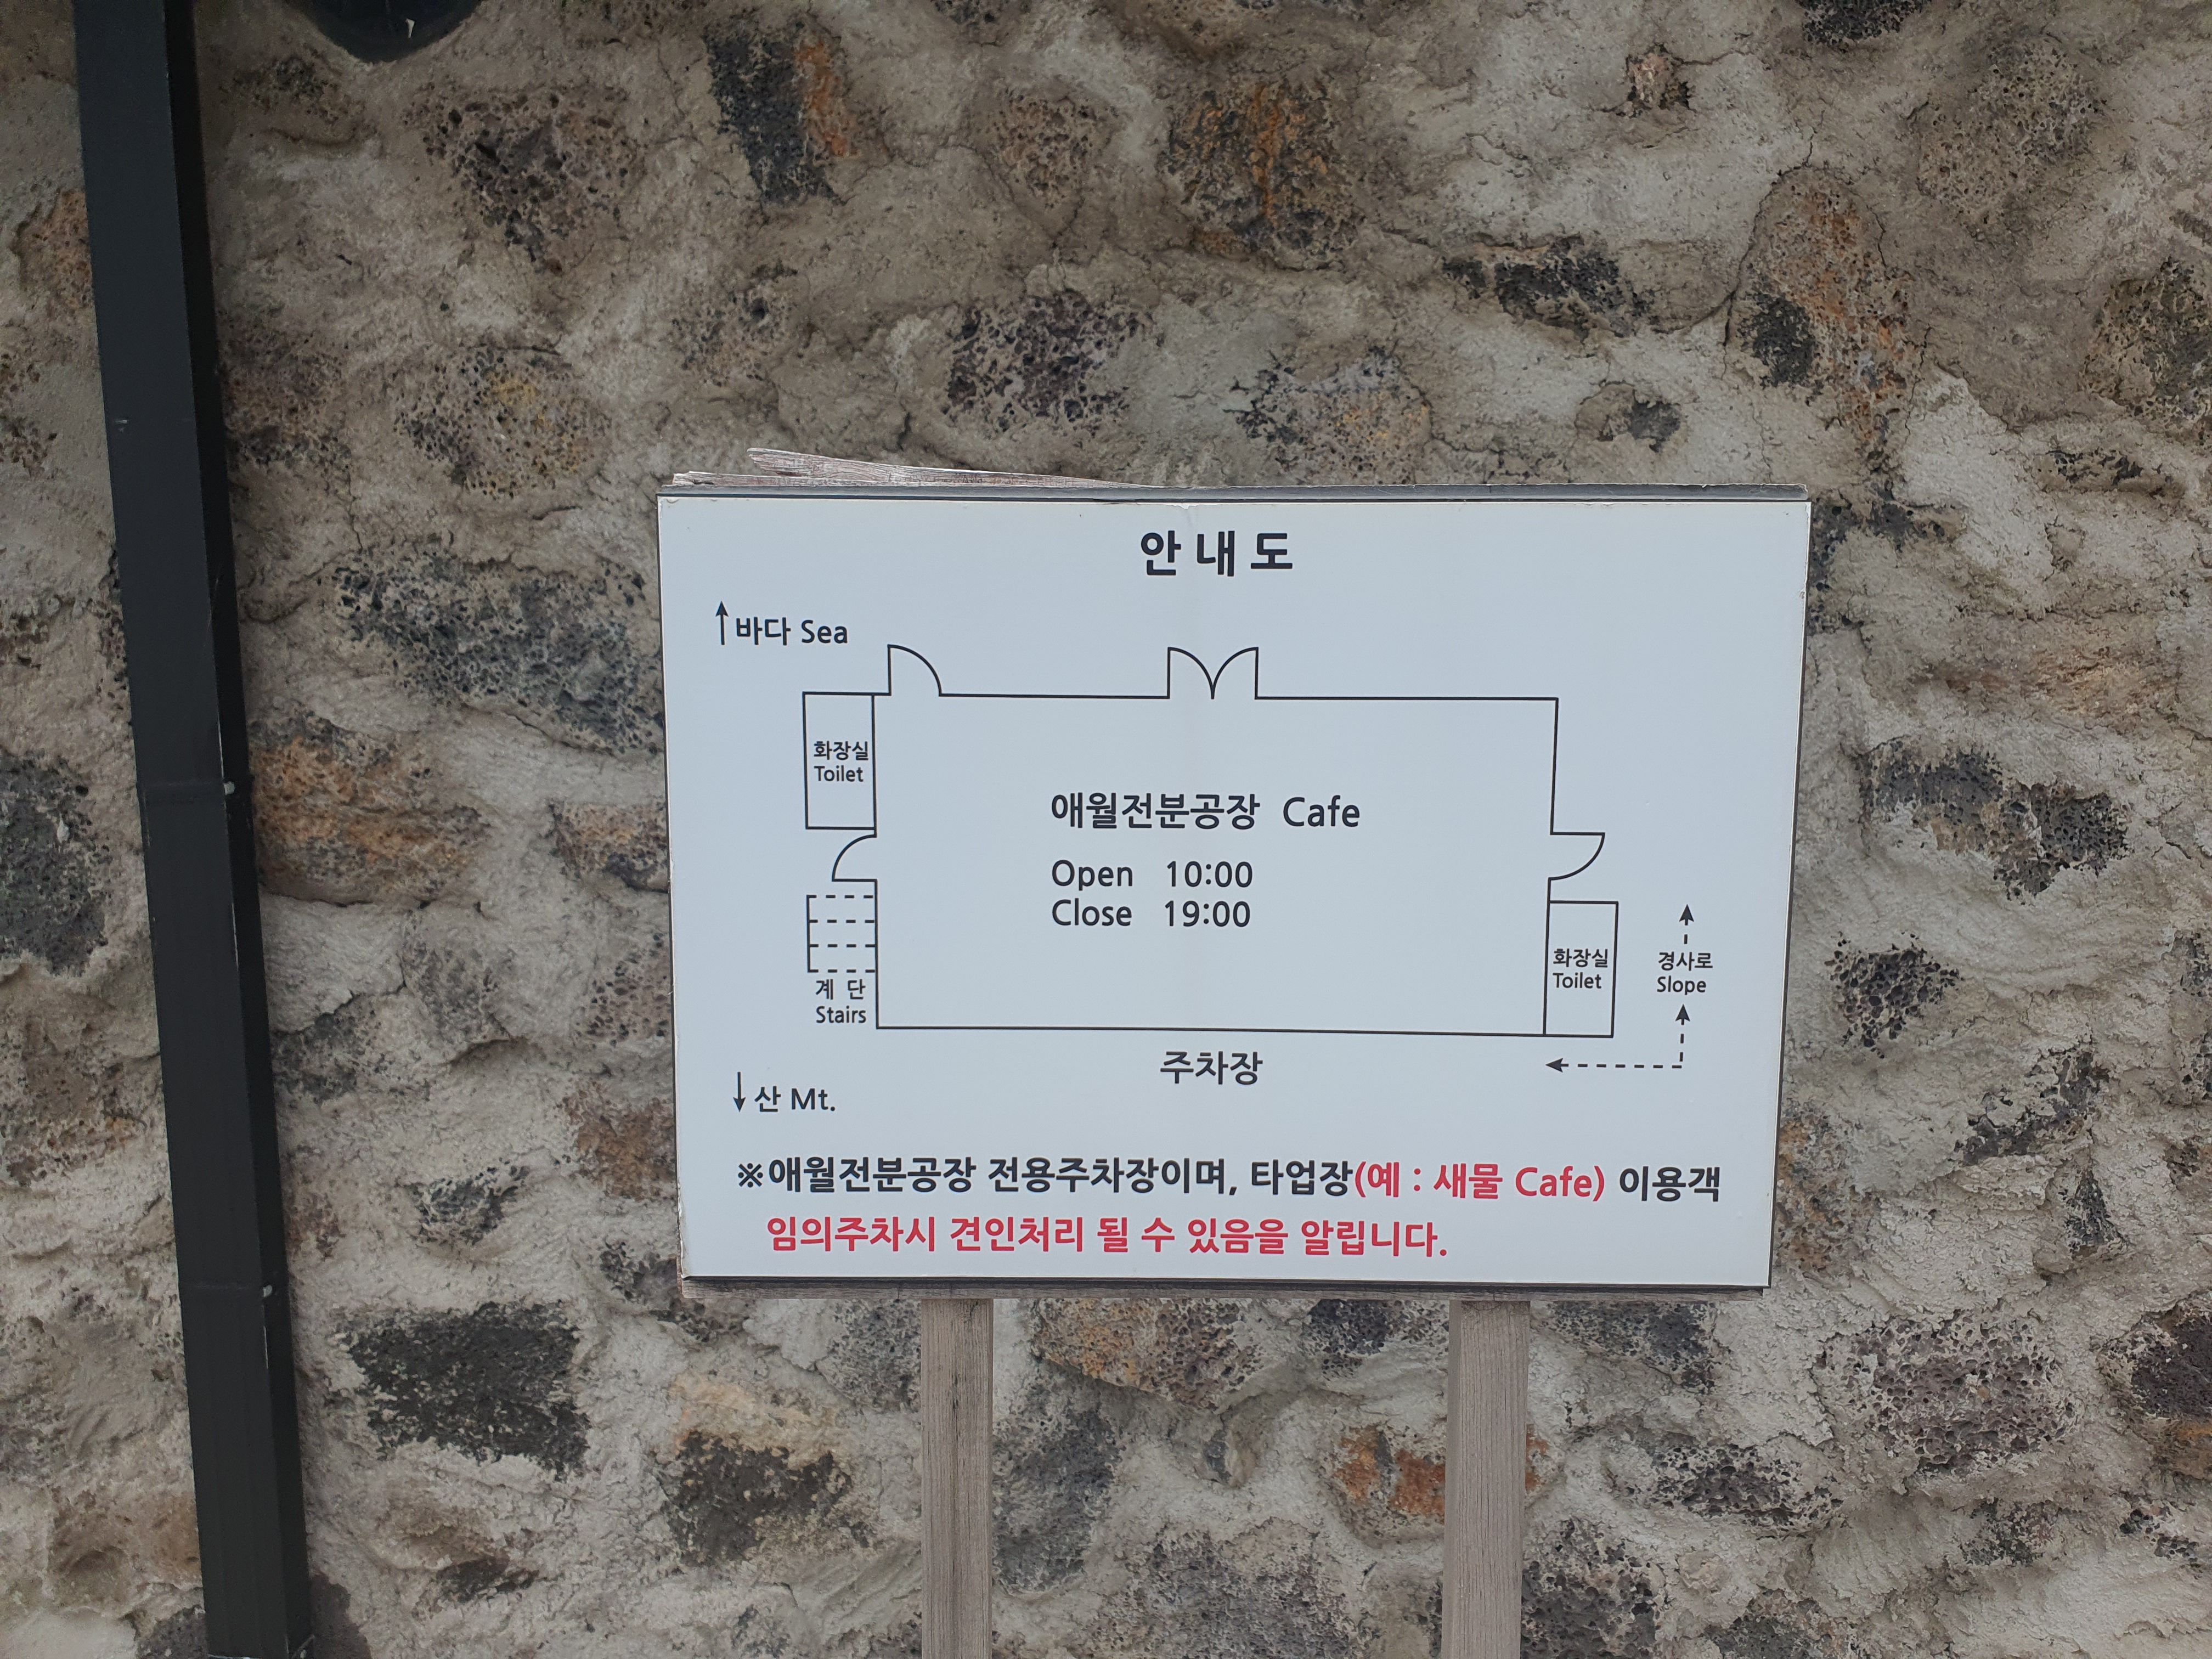 안내도
↑바다 Sea
화장실
Toilet
애월전분공장 Cafe
Open 10:00
Close 19:00
화장실
Toilet
경사로
Slope
계 단
Stairs
주차장
↓산 Mt.
※애월전분공장 전용주차장이며, 타업장(예 : 새물 Cafe) 이용객
임의주차시 견인처리 될 수 있음을 알립니다.